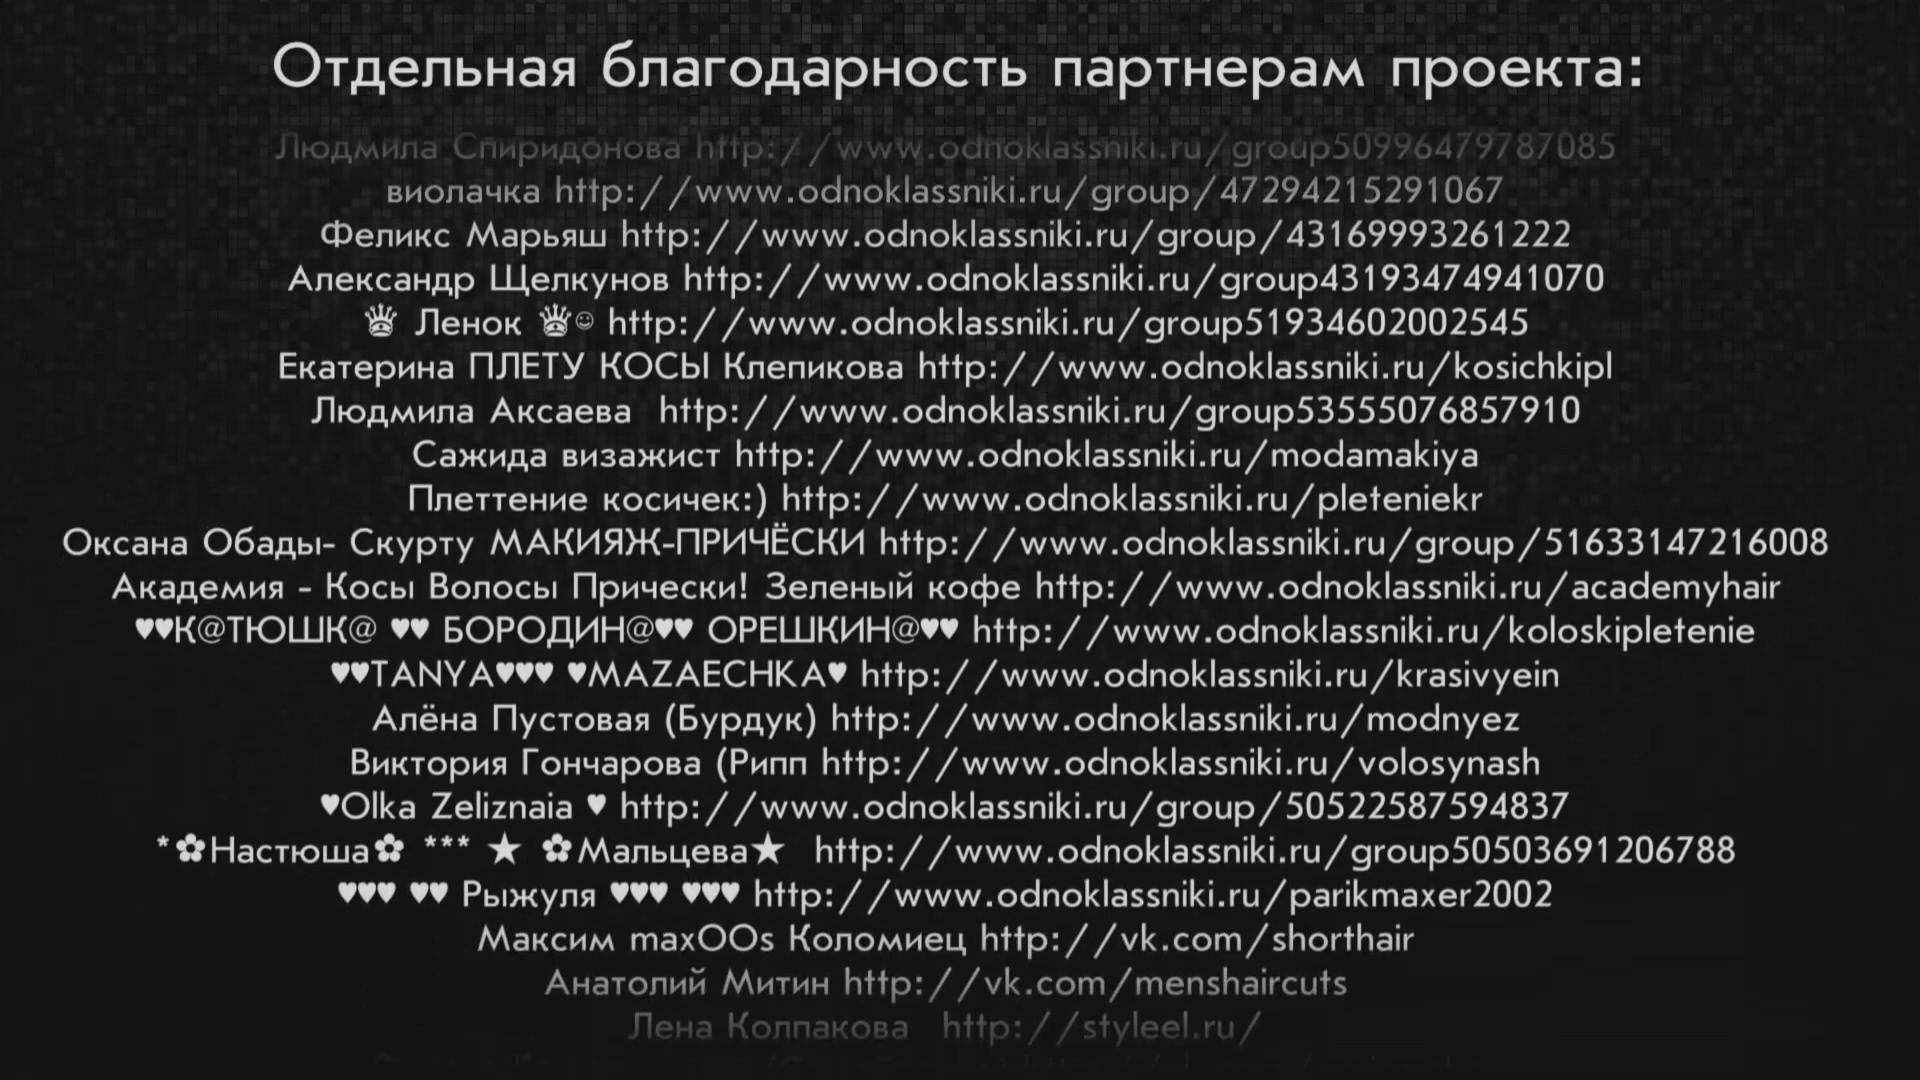 Отдельная благодарность партнерам проекта:
Людмила Спиридонова http://www.odnoklassniki.ru/group50996479787085
виолачка http://www.odnoklassniki.ru/group/47294215291067
Феликс Марьяш http://www.odnoklassniki.ru/group/43169993261222
Александр Щелкунов http://www.odnoklassniki.ru/group43193474941070
♛ Ленок ♛☺ http://www.odnoklassniki.ru/group51934602002545
Екатерина ПЛЕТУ КОСЫ Клепикова http://www.odnoklassniki.ru/kosichkipl
Людмила Аксаева http://www.odnoklassniki.ru/group53555076857910
Сажида визажист http://www.odnoklassniki.ru/modamakiya
Плеттение косичек:) http://www.odnoklassniki.ru/pleteniekr
Оксана Обады- Скурту МАКИЯЖ-ПРИЧЁСКИ http://www.odnoklassniki.ru/group/51633147216008
Академия - Косы Волосы Прически! Зеленый кофе http://www.odnoklassniki.ru/academyhair
♥♥К@ТЮШК@ ♥♥ БОРОДИН@♥♥ ОРЕШКИН@♥♥ http://www.odnoklassniki.ru/koloskipletenie
♥♥TANYA♥♥♥ ♥MAZAECHKA♥ http://www.odnoklassniki.ru/krasivyein
Алёна Пустовая (Бурдук) http://www.odnoklassniki.ru/modnyez
Виктория Гончарова (Рипп http://www.odnoklassniki.ru/volosynash
♥Olka Zeliznaia ♥ http://www.odnoklassniki.ru/group/50522587594837
*✿Настюша✿ *** ★ ✿Мальцева★ http://www.odnoklassniki.ru/group50503691206788
♥♥♥ ♥♥ Рыжуля ♥♥♥ ♥♥♥ http://www.odnoklassniki.ru/parikmaxer2002
Максим maxOOs Коломиец http://vk.com/shorthair
Анатолий Митин http://vk.com/menshaircuts
Лена Колпакова http://styleel.ru/